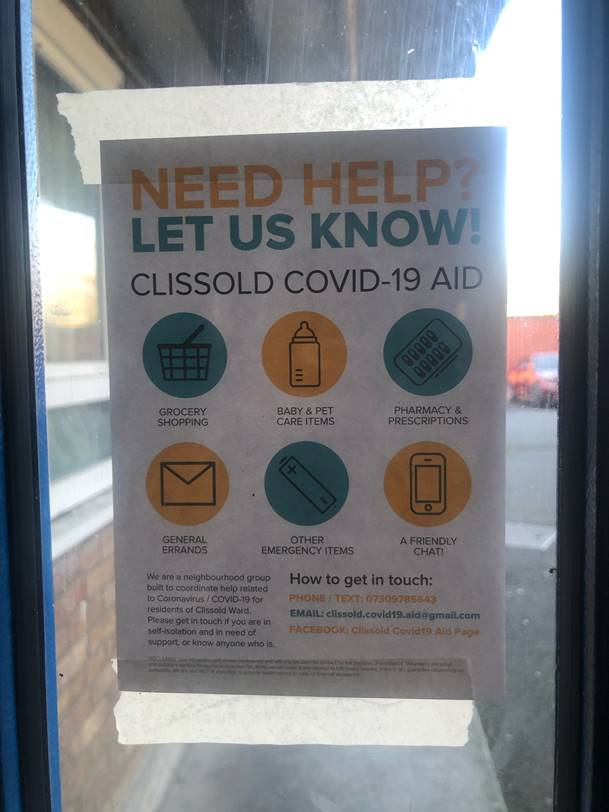 NEED HELP?
LET US KNOW!
CLISSOLD COVID-19 AID
GROCERY
SHOPPING
BABY & PET
CARE ITEMS
PHARMACY &
PRESCRIPTIONS
GENERAL
ERRANDS
OTHER
EMERGENCY ITEMS
A FRIENDLY
CHAT!
We are a neighbourhood group
built to coordinate help related
to Coronavirus / COVID-19 for
residents of Clissold Ward.
Please get in touch if you are in
self-isolation and in need of
support, or know anyone who is.
How to get in touch:
PHONE / TEXT: 07309785643
EMAIL: clissold.covid19.aid@gmail.com
FACEBOOK: Clissold Covid19 Aid Page